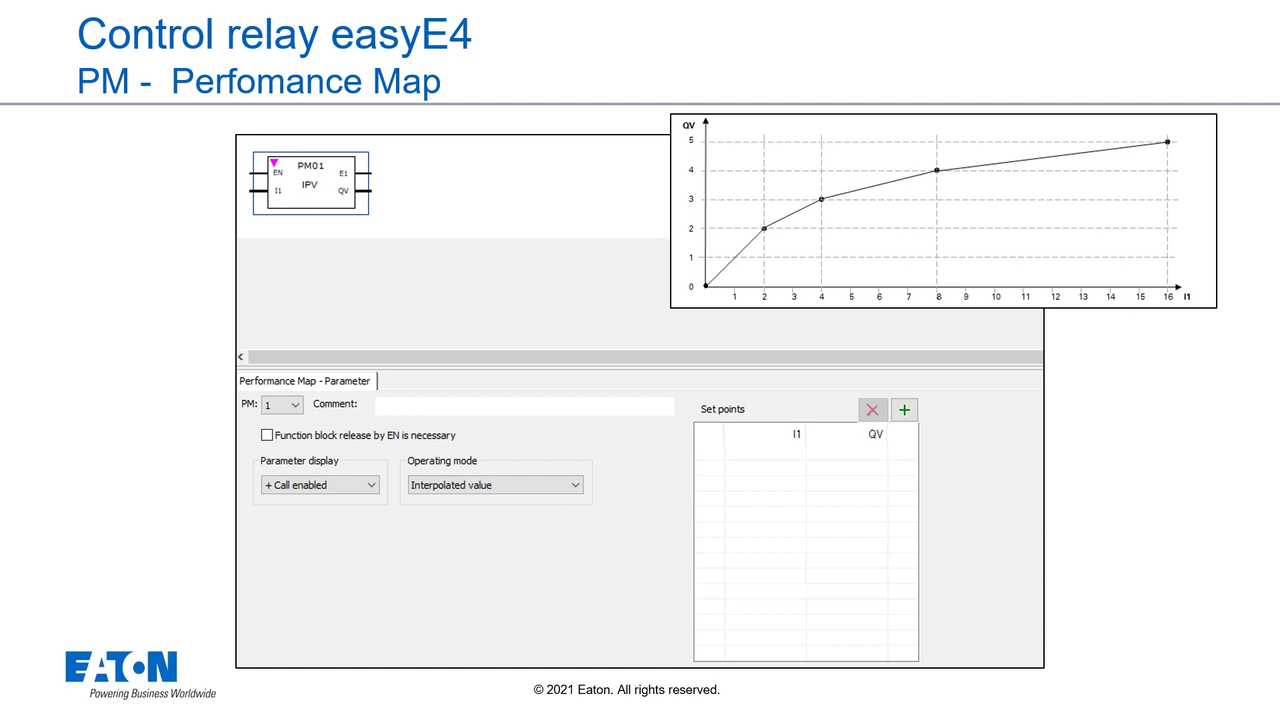 Control relay easyE4
PM -  Perfomance Map
PM01
EN
E1
IPV
I1
QV
QV
5
4
3
2
1
0
1 2 3 4 5 6 7 8 9 10 11 12 13 14 15 16 I1
<
Performance Map - Parameter
PM: 1 Comment:
Set points
Function block release by EN is necessary
I1 QV
Parameter display
Operating mode
+ Call enabled
Interpolated value
EATON
Powering Business Worldwide
© 2021 Eaton. All rights reserved.